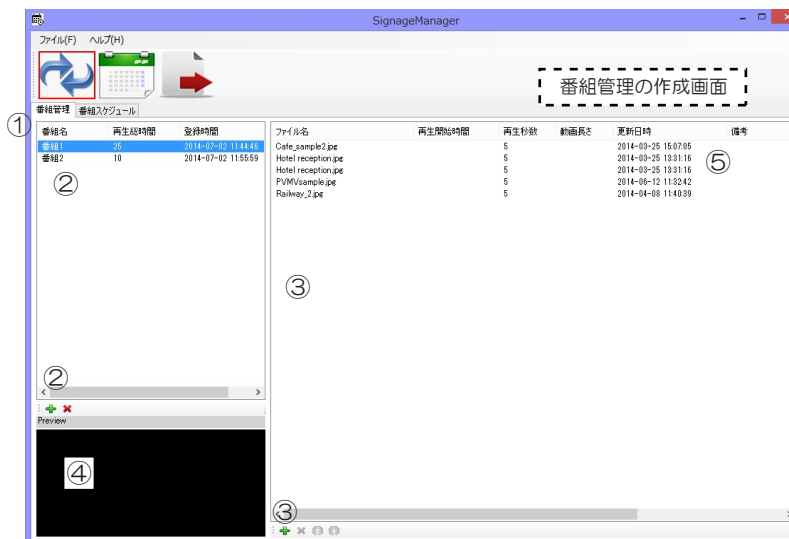 SignageManager
ファイル(F) ヘルプ(H)
番組管理の作成画面
① 番組管理 番組スケジュール
番組名 再生総時間 登録時間
番組1 25 2014-07-02 11:44:46
番組2 10 2014-07-02 11:55:59
②
②
Preview
④
ファイル名 再生開始時間 再生秒数 動画長さ 更新日時 備考
Cafe_sample2.jpg 5 2014-03-25 15:07:05
Hotel reception.jpg 5 2014-03-25 13:31:16
Hotel reception.jpg 5 2014-03-25 13:31:16
PVMVsample.jpg 5 2014-06-12 11:32:42
Railway_2.jpg 5 2014-04-08 11:40:39
⑤
③
③